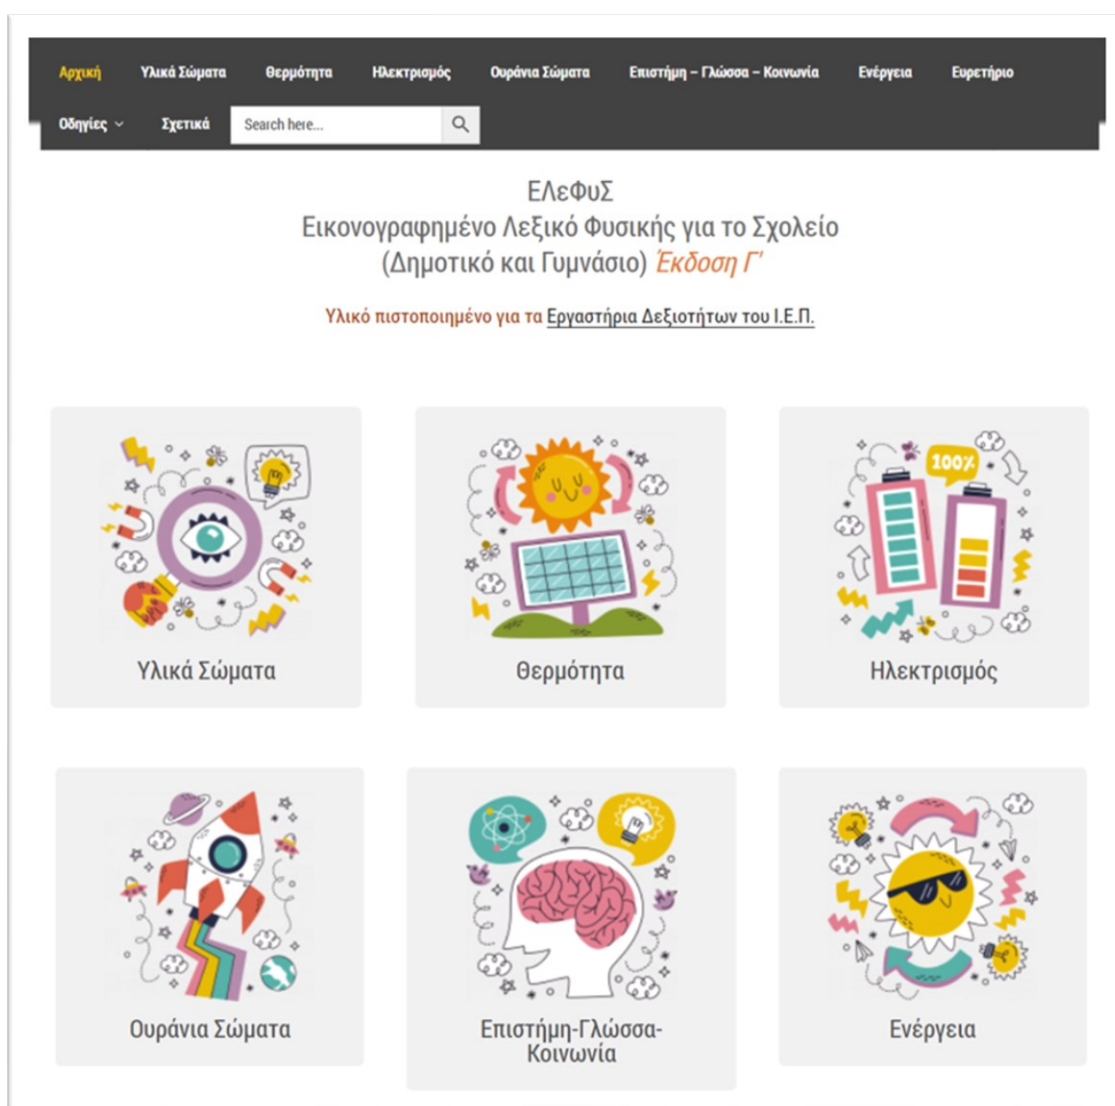 Αρχική Υλικά Σώματα Θερμότητα Ηλεκτρισμός Ουράνια Σώματα Επιστήμη – Γλώσσα – Κοινωνία Ενέργεια Ευρετήριο
Οδηγίες Σχετικά Search here...
ΕΛεΦυΣ
Εικονογραφημένο Λεξικό Φυσικής για το Σχολείο
(Δημοτικό και Γυμνάσιο) Έκδοση Γ'
Υλικό πιστοποιημένο για τα Εργαστήρια Δεξιοτήτων του Ι.Ε.Π.
100%
Υλικά Σώματα
Θερμότητα
Ηλεκτρισμός
Ουράνια Σώματα
Επιστήμη-Γλώσσα-
Κοινωνία
Ενέργεια